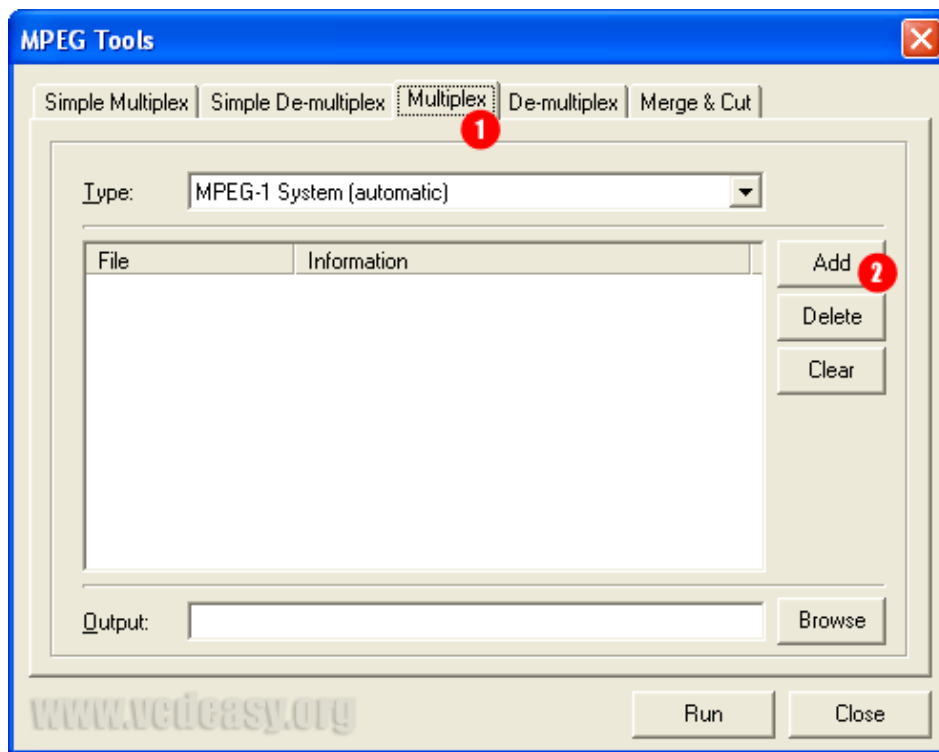 MPEG Tools
Simple Multiplex Simple De-multiplex Multiplex De-multiplex Merge & Cut
1
Type: MPEG-1 System (automatic)
File Information
Add 2
Delete
Clear
Output: Browse
www.vcdeasy.org Run Close